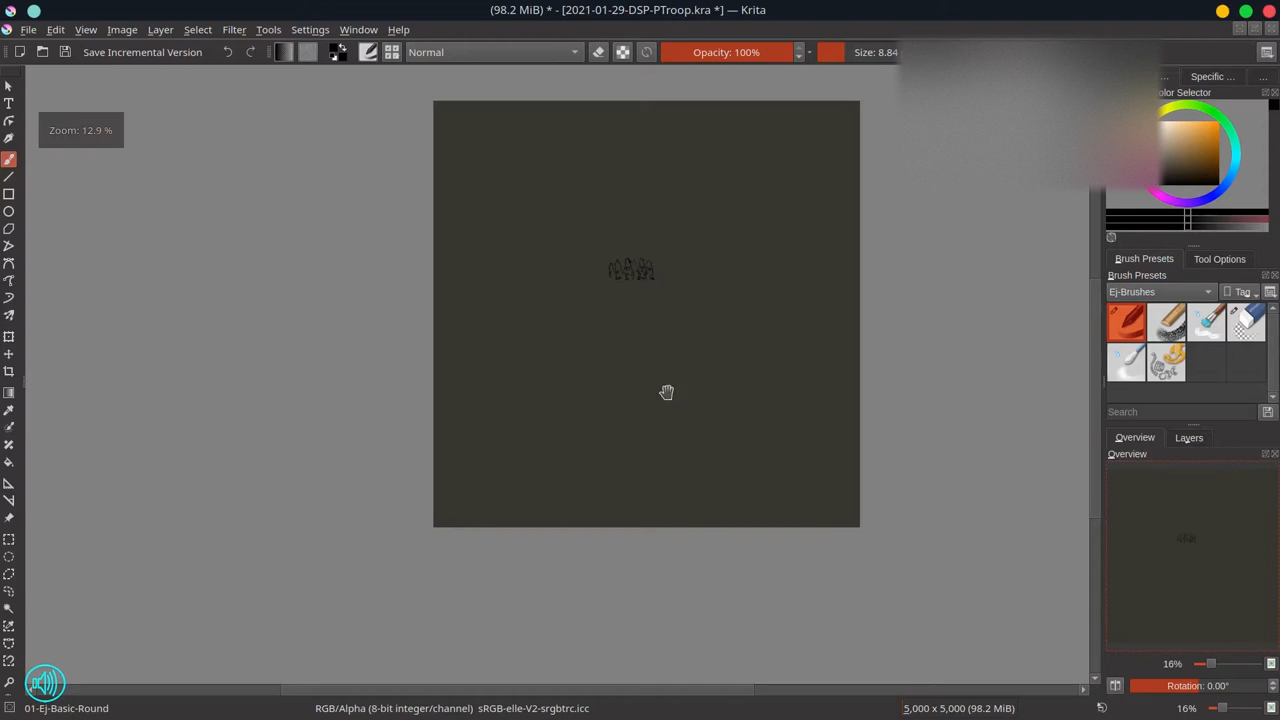 (98.2 MiB) * - [2021-01-29-DSP-PTroop.kra *] — Krita
File Edit View Image Layer Select Filter Tools Settings Window Help
Save Incremental Version Normal Opacity: 100% Size: 8.84
... Specific ... ...
olor Selector
Zoom: 12.9 %
Brush Presets Tool Options
Brush Presets
Ej-Brushes Tag
Search
Overview Layers
Overview
16%
Rotation: 0.00°
01-Ej-Basic-Round RGB/Alpha (8-bit integer/channel) sRGB-elle-V2-srgbtrc.icc 5,000 x 5,000 (98.2 MiB) 16%